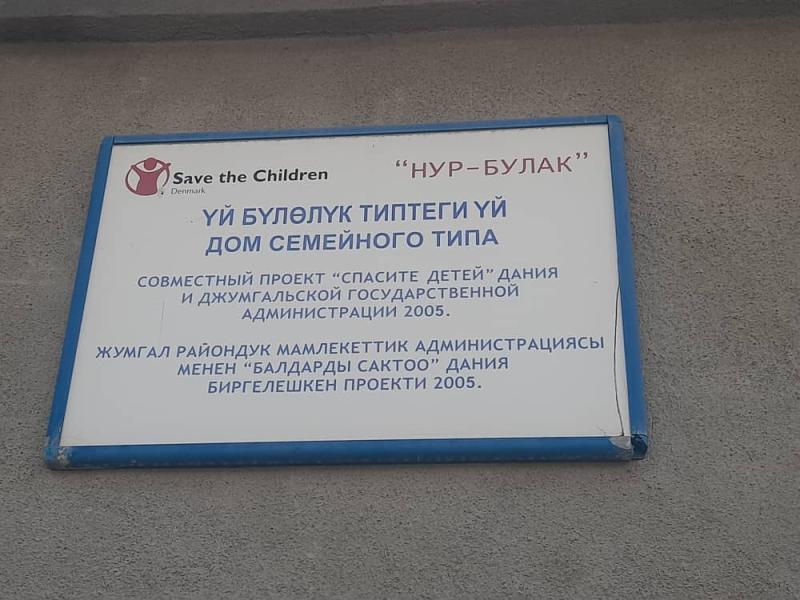 Save the Children
Denmark
“НУР-БУЛАК”
ҮЙ БҮЛӨЛҮК ТИПТЕГИ ҮЙ
ДОМ СЕМЕЙНОГО ТИПА
СОВМЕСТНЫЙ ПРОЕКТ “СПАСИТЕ ДЕТЕЙ” ДАНИЯ
И ДЖУМГАЛЬСКОЙ ГОСУДАРСТВЕННОЙ
АДМИНИСТРАЦИИ 2005.
ЖУМГАЛ РАЙОНДУК МАМЛЕКЕТТИК АДМИНИСТРАЦИЯСЫ
МЕНЕН “БАЛДАРДЫ САКТОО” ДАНИЯ
БИРГЕЛЕШКЕН ПРОЕКТИ 2005.